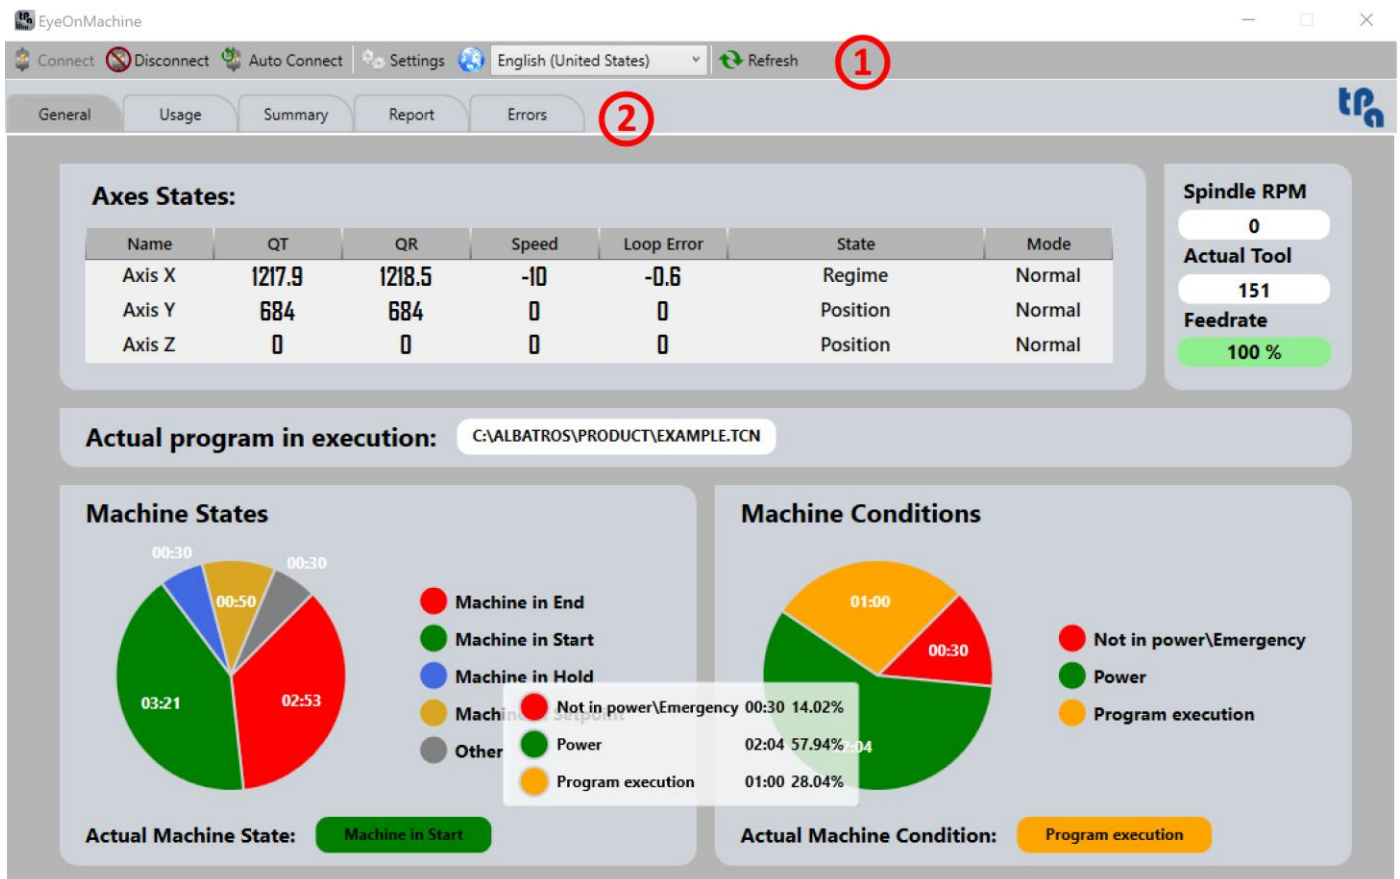 EyeOnMachine
Connect Disconnect Auto Connect Settings English (United States) Refresh 1
General Usage Summary Report Errors 2
tpa
Axes States:
Name QT QR Speed Loop Error State Mode
Axis X 1217.9 1218.5 -10 -0.6 Regime Normal
Axis Y 684 684 0 0 Position Normal
Axis Z 0 0 0 0 Position Normal
Spindle RPM
0
Actual Tool
151
Feedrate
100 %
Actual program in execution: C:\ALBATROS\PRODUCT\EXAMPLE.TCN
Machine States
00:30
00:30
00:50
03:21
02:53
Machine in End
Machine in Start
Machine in Hold
Machine in Setpoint
Other
Actual Machine State: Machine in Start
Machine Conditions
01:00
00:30
02:04
Not in power\Emergency
Power
Program execution
Not in power\Emergency 00:30 14.02%
Power 02:04 57.94%
Program execution 01:00 28.04%
Actual Machine Condition: Program execution